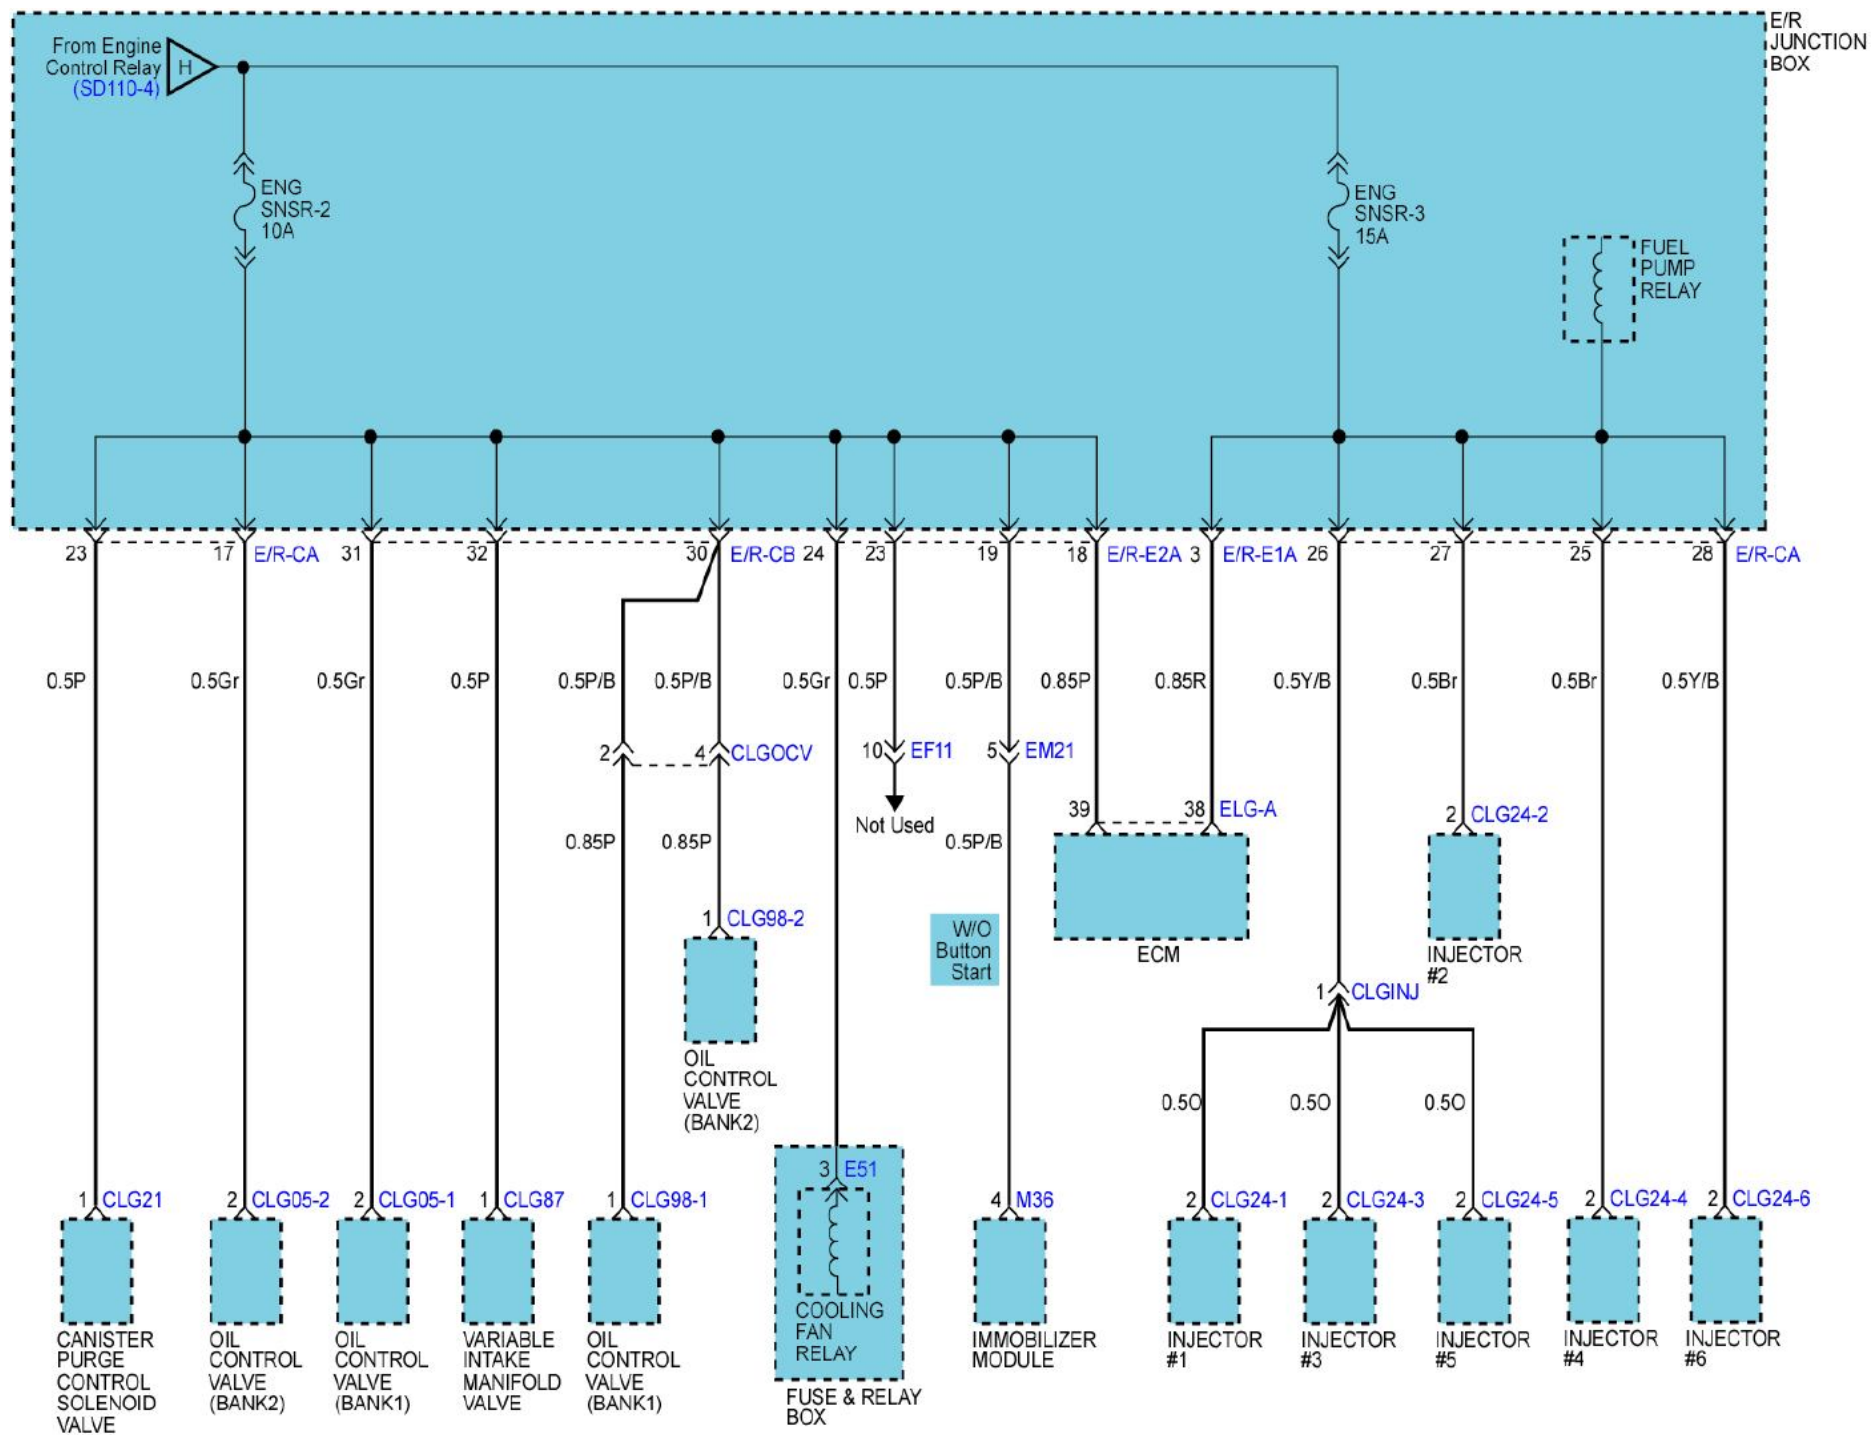 E/R
JUNCTION
BOX
From Engine
Control Relay
(SD110-4)
H
ENG
SNSR-2
10A
ENG
SNSR-3
15A
FUEL
PUMP
RELAY
23 17 E/R-CA 31 32 30 E/R-CB 24 23 19 18 E/R-E2A 3 E/R-E1A 26 27 25 28 E/R-CA
0.5P 0.5Gr 0.5Gr 0.5P 0.5P/B 0.5P/B 0.5Gr 0.5P 0.5P/B 0.85P 0.85R 0.5Y/B 0.5Br 0.5Br 0.5Y/B
2 4 CLGOCV 10 EF11 5 EM21
39 38 ELG-A 2 CLG24-2
Not Used
0.85P 0.85P 0.5P/B
1 CLG98-2
W/O
Button
Start
ECM
INJECTOR
#2
1 CLGINJ
OIL
CONTROL
VALVE
(BANK2)
0.5O 0.5O 0.5O
3 E51
1 CLG21 2 CLG05-2 2 CLG05-1 1 CLG87 1 CLG98-1 4 M36 2 CLG24-1 2 CLG24-3 2 CLG24-5 2 CLG24-4 2 CLG24-6
CANISTER
PURGE
CONTROL
SOLENOID
VALVE
OIL
CONTROL
VALVE
(BANK2)
OIL
CONTROL
VALVE
(BANK1)
VARIABLE
INTAKE
MANIFOLD
VALVE
OIL
CONTROL
VALVE
(BANK1)
COOLING
FAN
RELAY
FUSE & RELAY
BOX
IMMOBILIZER
MODULE
INJECTOR
#1
INJECTOR
#3
INJECTOR
#5
INJECTOR
#4
INJECTOR
#6